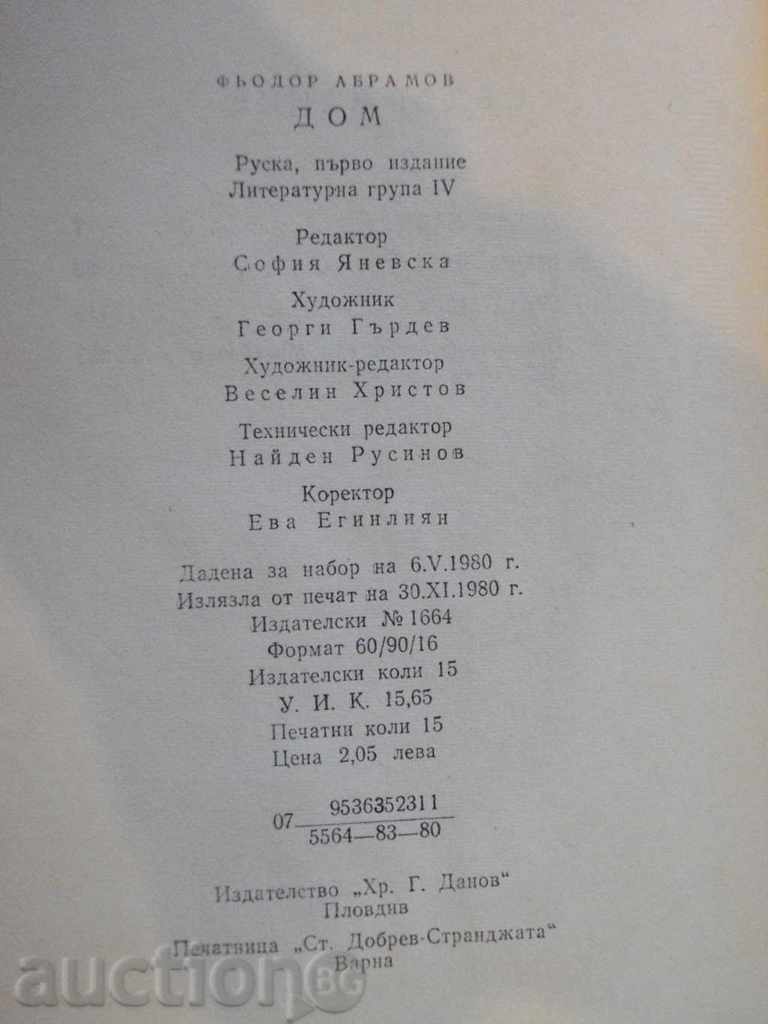 ФЬОДОР АБРАМОВ
ДОМ
Руска, първо издание
Литературна група IV
Редактор
София Яневска
Художник
Георги Гърдев
Художник-редактор
Веселин Христов
Технически редактор
Найден Русинов
Коректор
Ева Егинлиян
Дадена за набор на 6.V.1980 г.
Излязла от печат на 30.XI.1980 г.
Издателски № 1664
Формат 60/90/16
Издателски коли 15
У. И. К. 15,65
Печатни коли 15
Цена 2,05 лева
07 9536352311
5564—83—80
Издателство „Хр. Г. Данов“
Пловдив
Печатница „Ст. Добрев-Странджата“
Варна
auction BG